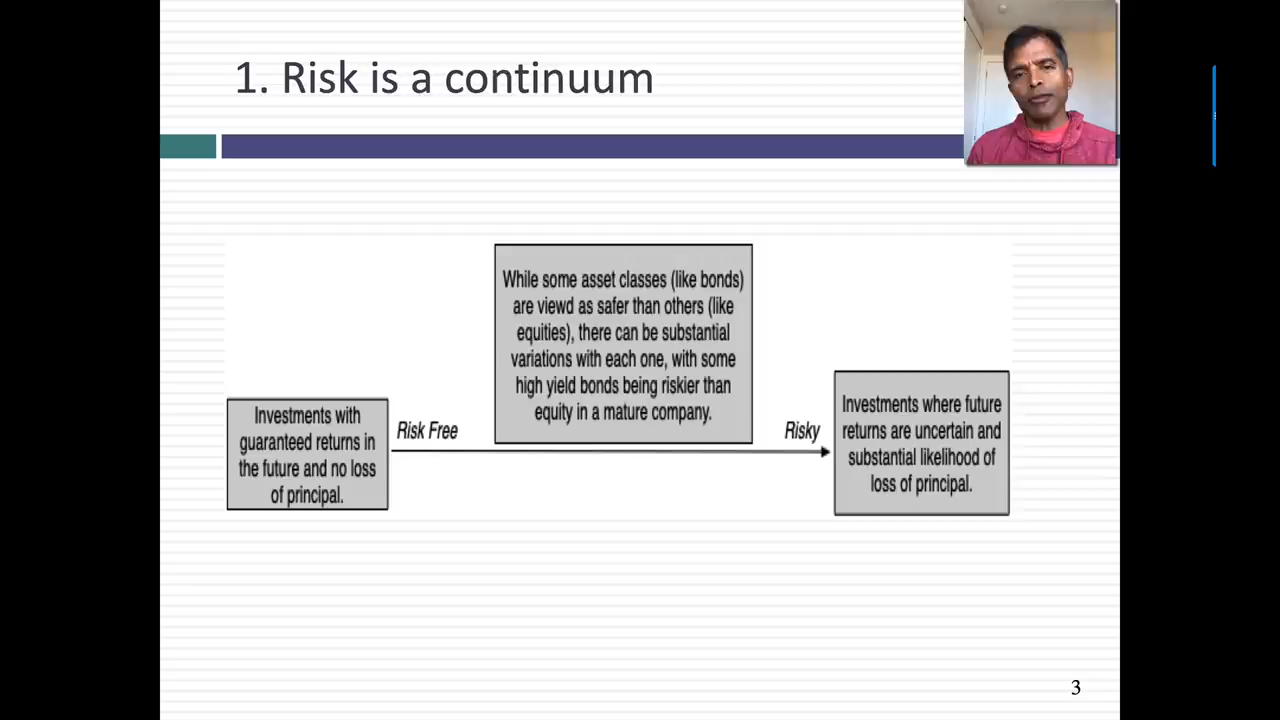 1. Risk is a continuum
While some asset classes (like bonds)
are viewd as safer than others (like
equities), there can be substantial
variations with each one, with some
high yield bonds being riskier than
equity in a mature company.
Investments with
guaranteed returns in
the future and no loss
of principal.
Risk Free
Risky
Investments where future
returns are uncertain and
substantial likelihood of
loss of principal.
3